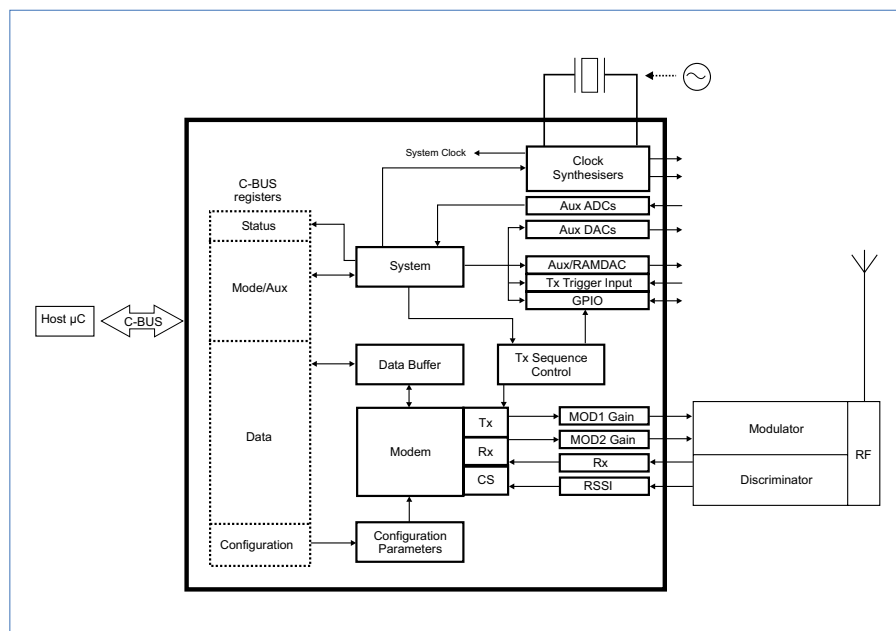 System Clock
Clock
Synthesisers
C-BUS
registers
Status
Aux ADCs
Aux DACs
System
Aux/RAMDAC
Mode/Aux
Tx Trigger Input
GPIO
Host µC
C-BUS
Data Buffer
Tx Sequence
Control
Data
Modem
Tx
Rx
CS
MOD1 Gain
MOD2 Gain
Rx
RSSI
Modulator
Discriminator
RF
Configuration
Configuration
Parameters